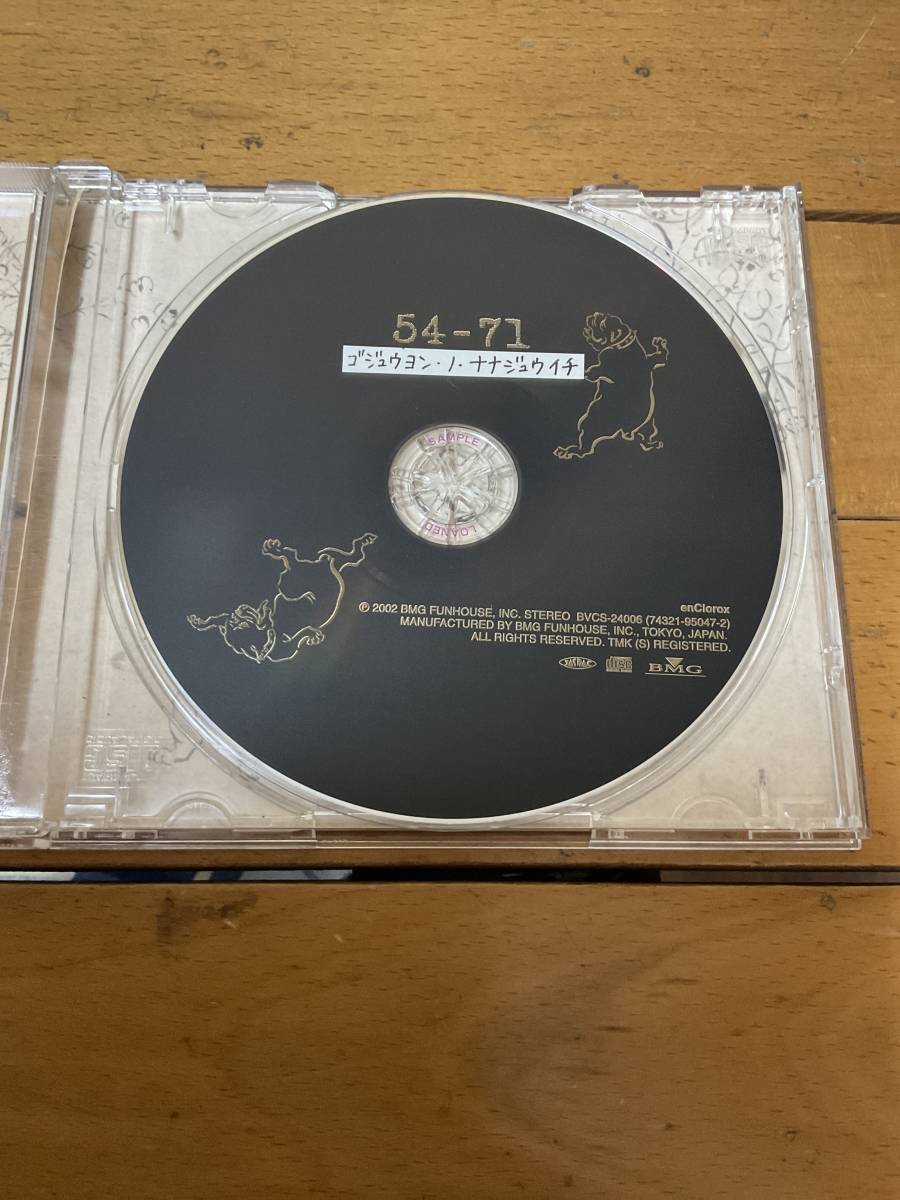 54-71
ゴジュウヨン・ノ・ナナジュウイチ
SAMPLE
LOANED
enClorox
℗ 2002 BMG FUNHOUSE, INC. STEREO BVCS-24006 (74321-95047-2)
MANUFACTURED BY BMG FUNHOUSE, INC., TOKYO, JAPAN.
ALL RIGHTS RESERVED. TMK (S) REGISTERED.
BMG